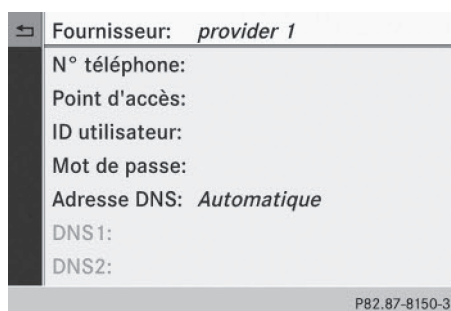 Fournisseur: provider 1
N° téléphone:
Point d'accès:
ID utilisateur:
Mot de passe:
Adresse DNS: Automatique
DNS1:
DNS2:
P82.87-8150-3